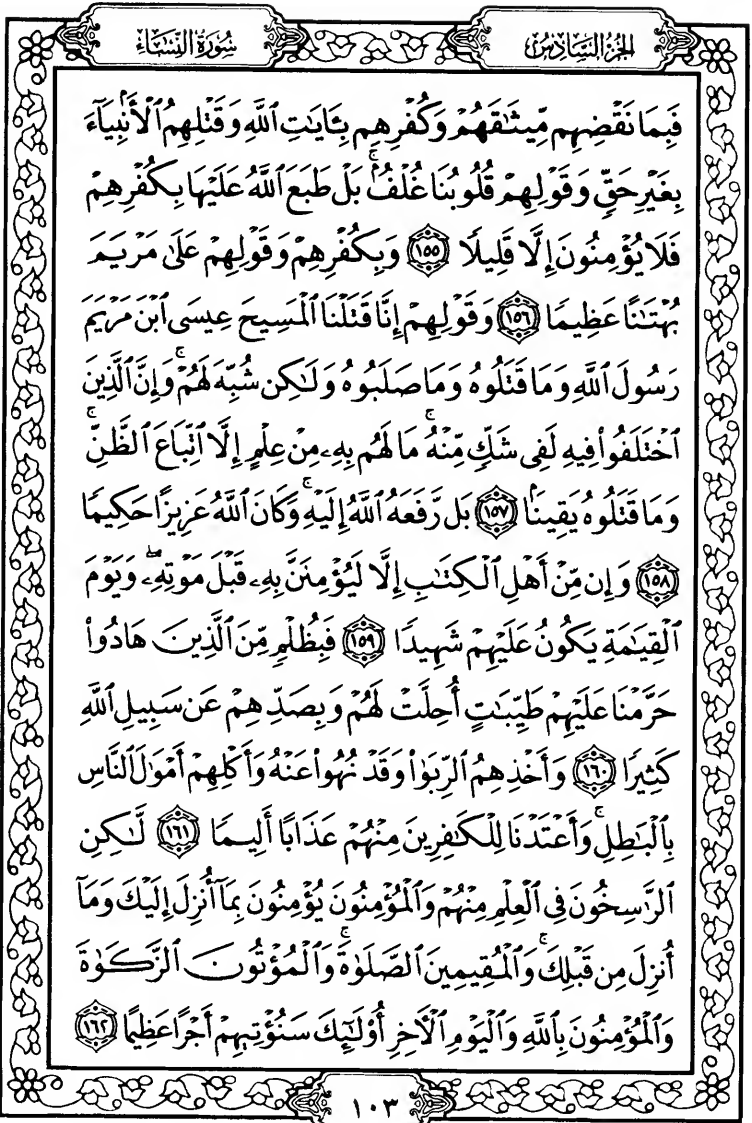 الجزء السادس
سورة النساء
فَبِمَا نَقْضِهِم مِّيثَٰقَهُمْ وَكُفْرِهِم بِـَٔايَٰتِ ٱللَّهِ وَقَتْلِهِمُ ٱلْأَنۢبِيَآءَ
بِغَيْرِ حَقٍّ وَقَوْلِهِمْ قُلُوبُنَا غُلْفٌۢ ۚ بَلْ طَبَعَ ٱللَّهُ عَلَيْهَا بِكُفْرِهِمْ
فَلَا يُؤْمِنُونَ إِلَّا قَلِيلًا ١٥٥ وَبِكُفْرِهِمْ وَقَوْلِهِمْ عَلَىٰ مَرْيَمَ
بُهْتَٰنًا عَظِيمًا ١٥٦ وَقَوْلِهِمْ إِنَّا قَتَلْنَا ٱلْمَسِيحَ عِيسَى ٱبْنَ مَرْيَمَ
رَسُولَ ٱللَّهِ وَمَا قَتَلُوهُ وَمَا صَلَبُوهُ وَلَٰكِن شُبِّهَ لَهُمْ ۚ وَإِنَّ ٱلَّذِينَ
ٱخْتَلَفُوا۟ فِيهِ لَفِى شَكٍّ مِّنْهُ ۚ مَا لَهُم بِهِۦ مِنْ عِلْمٍ إِلَّا ٱتِّبَاعَ ٱلظَّنِّ ۚ
وَمَا قَتَلُوهُ يَقِينًۢا ١٥٧ بَل رَّفَعَهُ ٱللَّهُ إِلَيْهِ ۚ وَكَانَ ٱللَّهُ عَزِيزًا حَكِيمًا
١٥٨ وَإِن مِّنْ أَهْلِ ٱلْكِتَٰبِ إِلَّا لَيُؤْمِنَنَّ بِهِۦ قَبْلَ مَوْتِهِۦ ۖ وَيَوْمَ
ٱلْقِيَٰمَةِ يَكُونُ عَلَيْهِمْ شَهِيدًا ١٥٩ فَبِظُلْمٍ مِّنَ ٱلَّذِينَ هَادُوا۟
حَرَّمْنَا عَلَيْهِمْ طَيِّبَٰتٍ أُحِلَّتْ لَهُمْ وَبِصَدِّهِمْ عَن سَبِيلِ ٱللَّهِ
كَثِيرًا ١٦٠ وَأَخْذِهِمُ ٱلرِّبَوٰا۟ وَقَدْ نُهُوا۟ عَنْهُ وَأَكْلِهِمْ أَمْوَٰلَ ٱلنَّاسِ
بِٱلْبَٰطِلِ ۚ وَأَعْتَدْنَا لِلْكَٰفِرِينَ مِنْهُمْ عَذَابًا أَلِيمًا ١٦١ لَّٰكِنِ
ٱلرَّٰسِخُونَ فِى ٱلْعِلْمِ مِنْهُمْ وَٱلْمُؤْمِنُونَ يُؤْمِنُونَ بِمَآ أُنزِلَ إِلَيْكَ وَمَآ
أُنزِلَ مِن قَبْلِكَ ۚ وَٱلْمُقِيمِينَ ٱلصَّلَوٰةَ ۚ وَٱلْمُؤْتُونَ ٱلزَّكَوٰةَ
وَٱلْمُؤْمِنُونَ بِٱللَّهِ وَٱلْيَوْمِ ٱلْءَاخِرِ أُو۟لَٰٓئِكَ سَنُؤْتِيهِمْ أَجْرًا عَظِيمًا ١٦٢
١٠٣